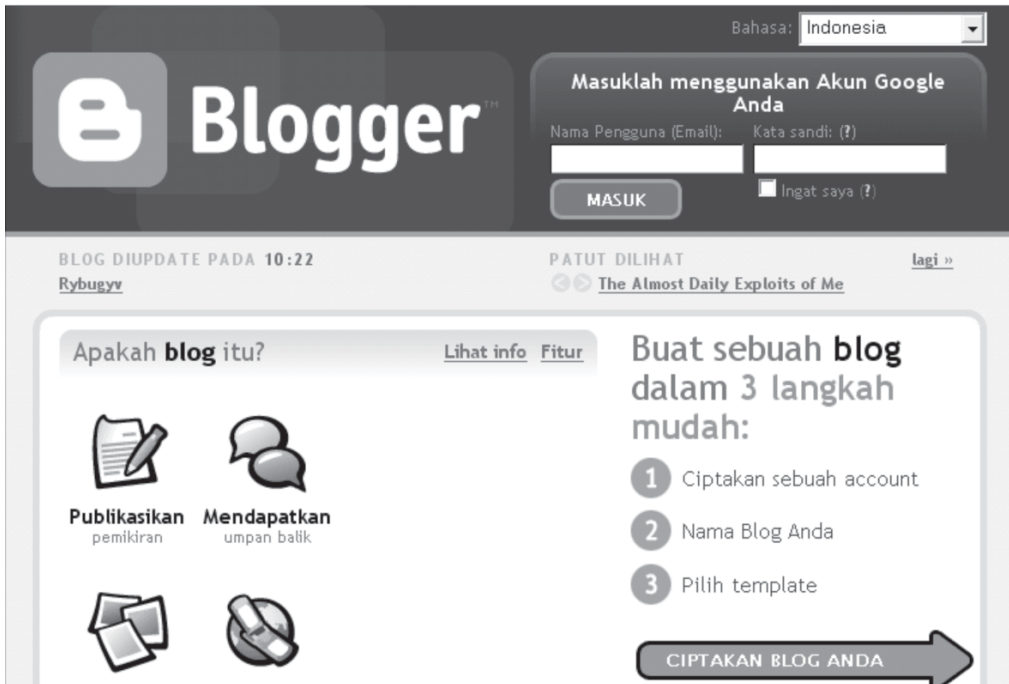 Bahasa: Indonesia
Blogger™
Masuklah menggunakan Akun Google
Anda
Nama Pengguna (Email): Kata sandi: (?)
MASUK Ingat saya (?)
BLOG DIUPDATE PADA 10:22
Rybugyv
PATUT DILIHAT lagi »
The Almost Daily Exploits of Me
Apakah blog itu? Lihat info Fitur
Publikasikan
pemikiran
Mendapatkan
umpan balik
Buat sebuah blog
dalam 3 langkah
mudah:
1 Ciptakan sebuah account
2 Nama Blog Anda
3 Pilih template
CIPTAKAN BLOG ANDA